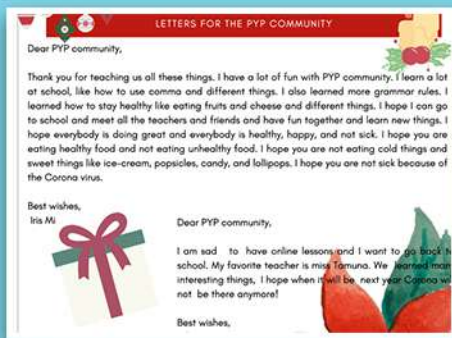 LETTERS FOR THE PYP COMMUNITY
Dear PYP community,
Thank you for teaching us all these things. I have a lot of fun with PYP community. I learn a lot
at school, like how to use comma and different things. I also learned more grammar rules. I
learned how to stay healthy like eating fruits and cheese and different things. I hope I can go
to school and meet all the teachers and friends and have fun together and learn new things. I
hope everybody is doing great and everybody is healthy, happy, and not sick. I hope you are
eating healthy food and not eating unhealthy food. I hope you are not eating cold things and
sweet things like ice-cream, popsicles, candy, and lollipops. I hope you are not sick because of
the Corona virus.
Best wishes,
Iris Mi
Dear PYP community,
I am sad to have online lessons and I want to go back t
school. My favorite teacher is miss Tamuna. We learned man
interesting things, I hope when it will be next year Corona wi
not be there anymore!
Best wishes,